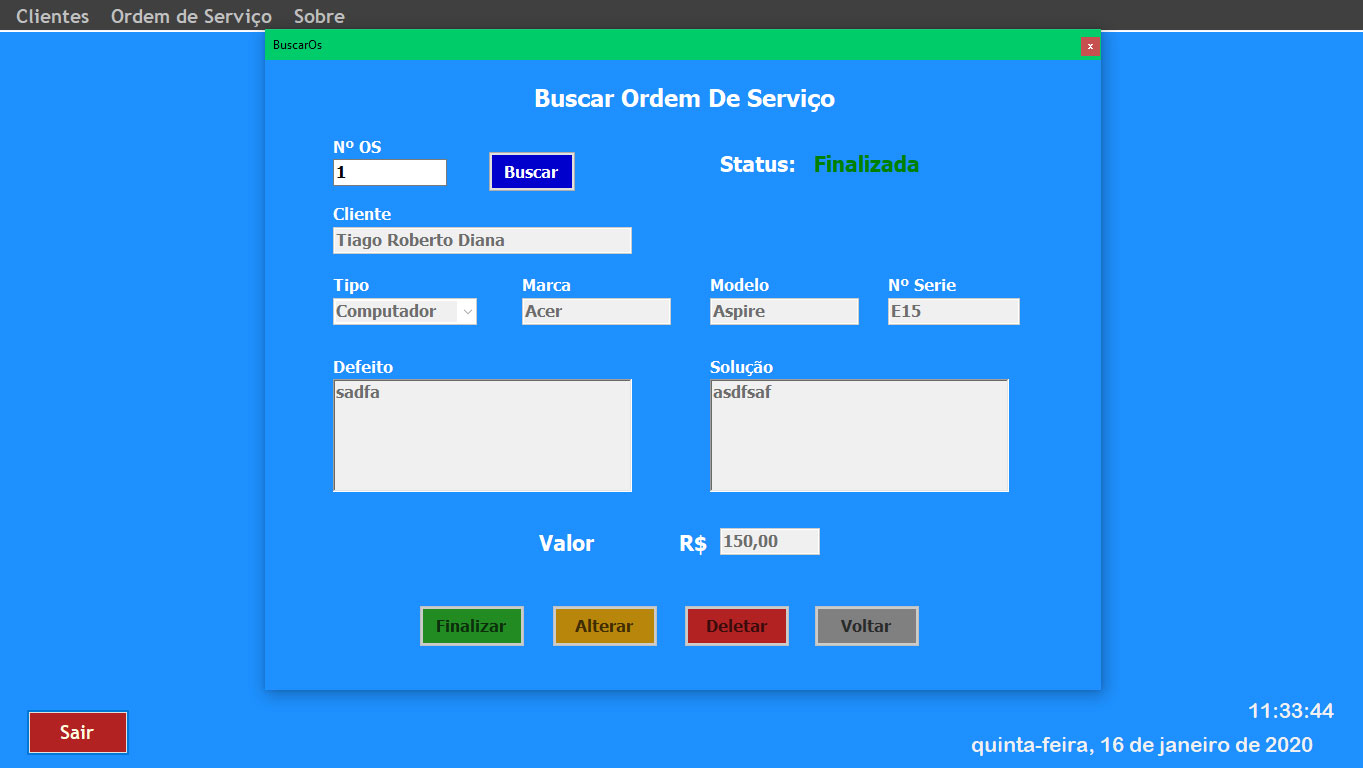 Clientes Ordem de Serviço Sobre
BuscarOs x
Buscar Ordem De Serviço
Nº OS
1
Buscar
Status: Finalizada
Cliente
Tiago Roberto Diana
Tipo Marca Modelo Nº Serie
Computador Acer Aspire E15
Defeito Solução
sadfa asdfsaf
Valor R$ 150,00
Finalizar Alterar Deletar Voltar
11:33:44
Sair
quinta-feira, 16 de janeiro de 2020